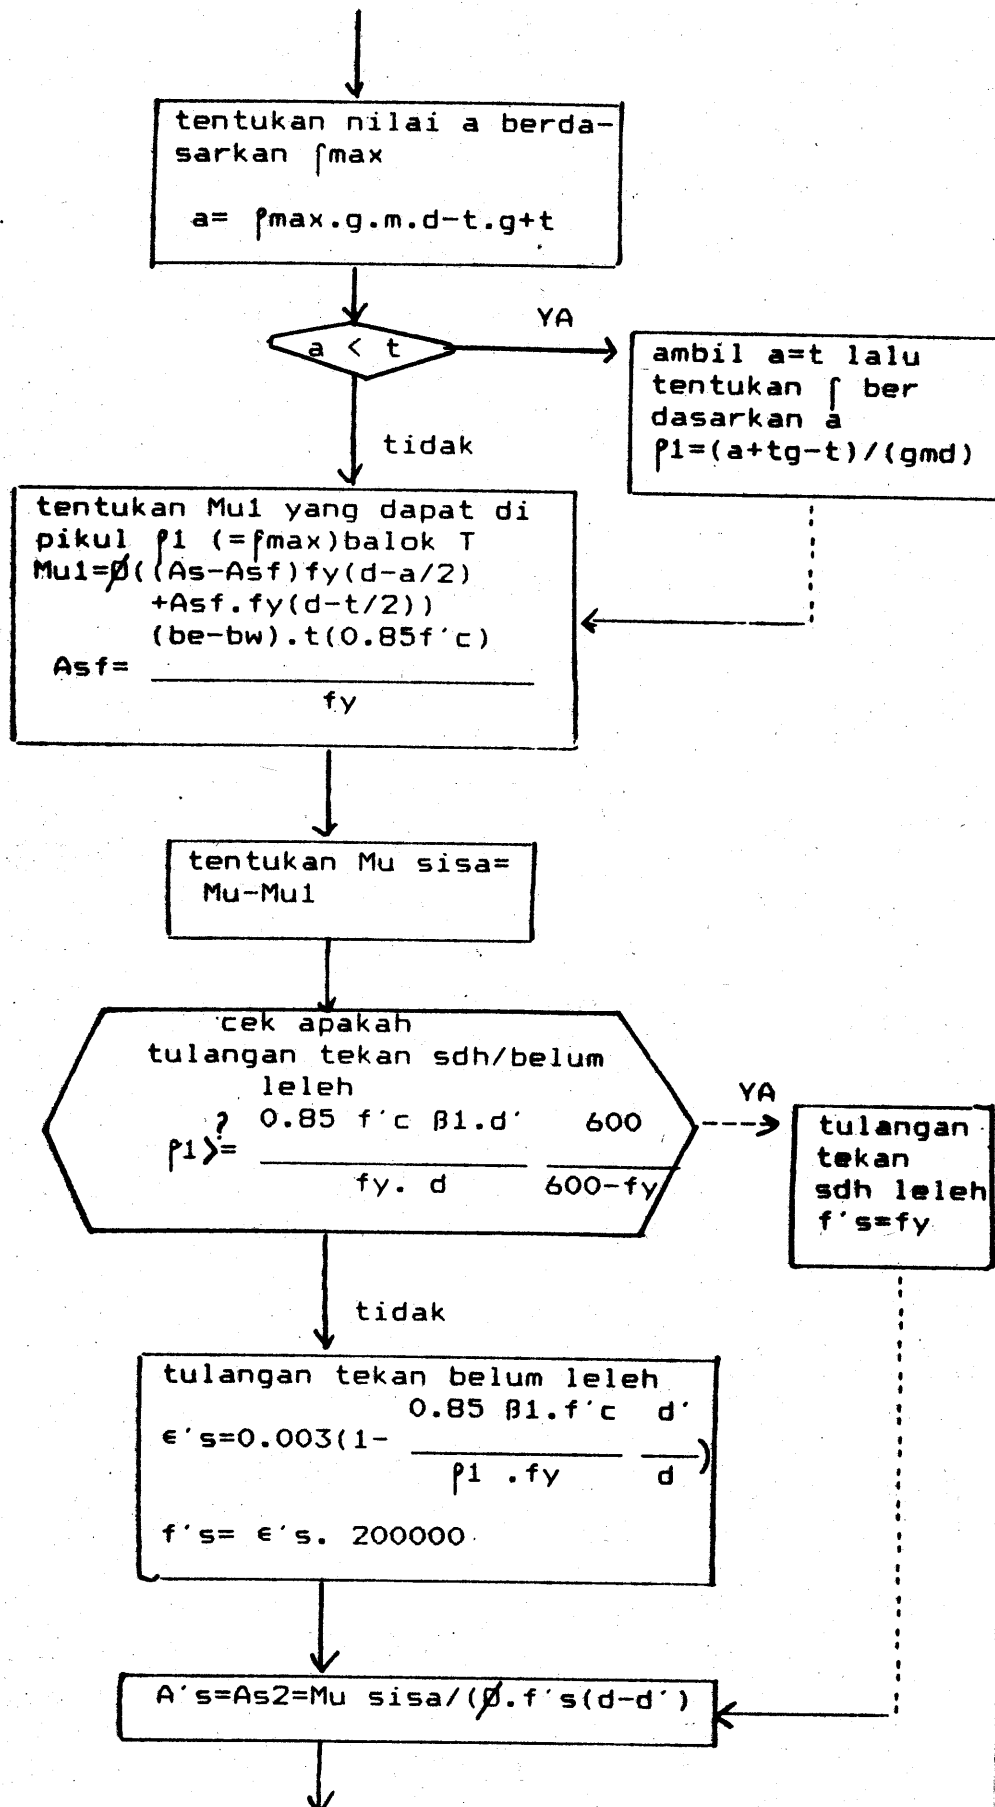 tentukan nilai a berda-
sarkan ρmax
a= ρmax.g.m.d-t.g+t
a < t
YA
ambil a=t lalu
tentukan ρ ber
dasarkan a
ρ1=(a+tg-t)/(gmd)
tidak
tentukan Mu1 yang dapat di
pikul ρ1 (=ρmax)balok T
Mu1=Ø((As-Asf)fy(d-a/2)
+Asf.fy(d-t/2))
(be-bw).t(0.85f'c)
Asf=
fy
tentukan Mu sisa=
Mu-Mu1
cek apakah
tulangan tekan sdh/belum
leleh
? 0.85 f'c β1.d' 600
ρ1>=
fy. d 600-fy
YA
tulangan
tekan
sdh leleh
f's=fy
tidak
tulangan tekan belum leleh
0.85 β1.f'c d'
ϵ's=0.003(1- )
ρ1 .fy d
f's= ϵ's. 200000
A's=As2=Mu sisa/(Ø.f's(d-d')